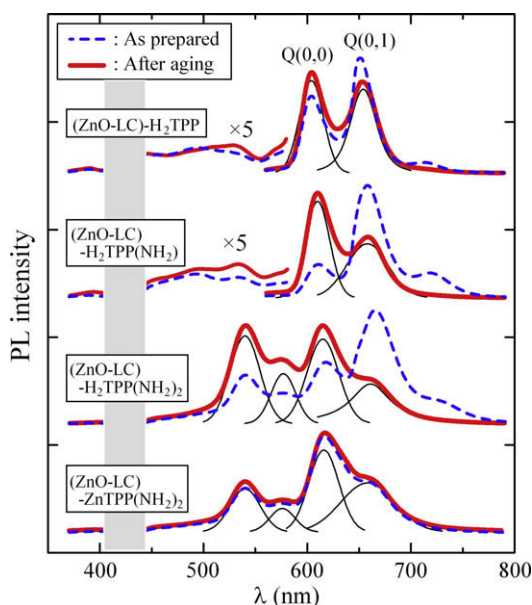 : As prepared
: After aging
Q(0,0)
Q(0,1)
(ZnO-LC)-H₂TPP
×5
(ZnO-LC)
-H₂TPP(NH₂)
×5
(ZnO-LC)
-H₂TPP(NH₂)₂
(ZnO-LC)
-ZnTPP(NH₂)₂
PL intensity
400 500 600 700 800
λ (nm)